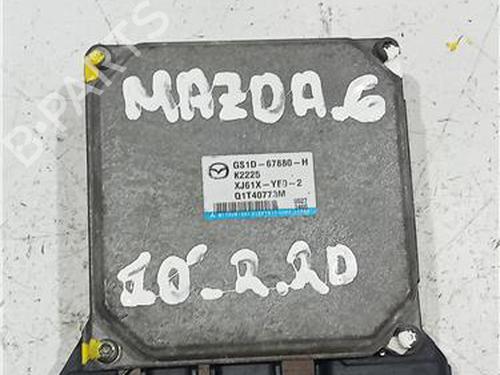 B-PARTS
MAZDA.6
GS1D-67880-H
K2225
XJ61X-YE0-2
Q1T40773M
10'-2.2D